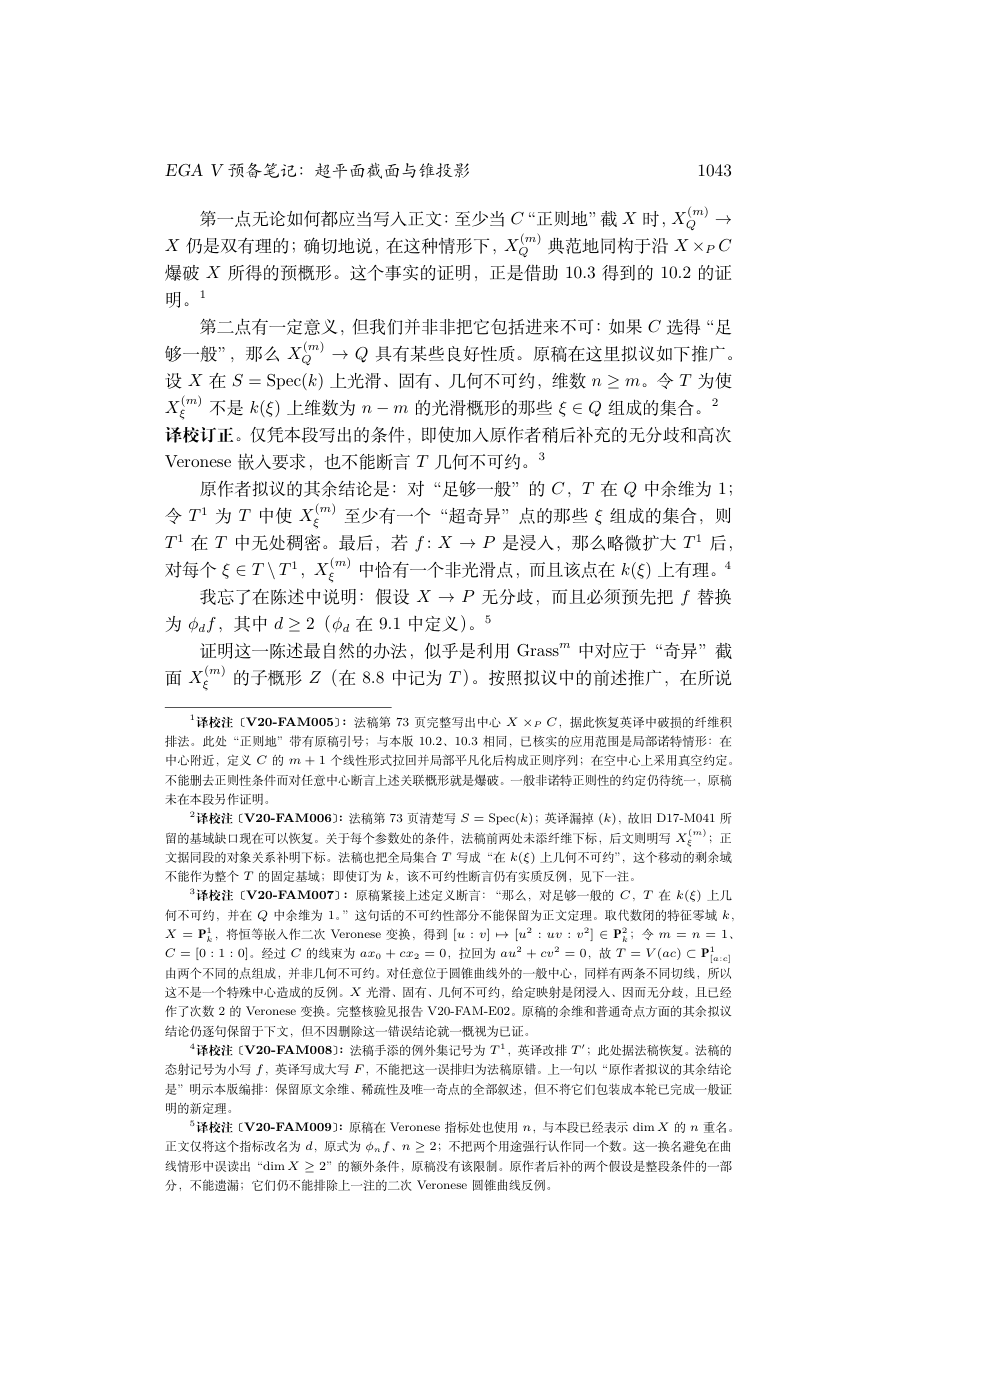 EGA V 预备笔记：超平面截面与锥投影 1043
第一点无论如何都应当写入正文：至少当 C “正则地” 截 X 时，X_Q^{(m)} →
X 仍是双有理的；确切地说，在这种情形下，X_Q^{(m)} 典范地同构于沿 X ×_P C
爆破 X 所得的预概形。这个事实的证明，正是借助 10.3 得到的 10.2 的证
明。^1
第二点有一定意义，但我们并非非把它包括进来不可：如果 C 选得 “足
够一般”，那么 X_Q^{(m)} → Q 具有某些良好性质。原稿在这里拟议如下推广。
设 X 在 S = Spec(k) 上光滑、固有、几何不可约，维数 n ≥ m。令 T 为使
X_ξ^{(m)} 不是 k(ξ) 上维数为 n − m 的光滑概形的那些 ξ ∈ Q 组成的集合。^2
译校订正。仅凭本段写出的条件，即使加入原作者稍后补充的无分歧和高次
Veronese 嵌入要求，也不能断言 T 几何不可约。^3
原作者拟议的其余结论是：对 “足够一般” 的 C，T 在 Q 中余维为 1；
令 T^1 为 T 中使 X_ξ^{(m)} 至少有一个 “超奇异” 点的那些 ξ 组成的集合，则
T^1 在 T 中无处稠密。最后，若 f : X → P 是浸入，那么略微扩大 T^1 后，
对每个 ξ ∈ T \ T^1，X_ξ^{(m)} 中恰有一个非光滑点，而且该点在 k(ξ) 上有理。^4
我忘了在陈述中说明：假设 X → P 无分歧，而且必须预先把 f 替换
为 ϕ_d f，其中 d ≥ 2（ϕ_d 在 9.1 中定义）。^5
证明这一陈述最自然的办法，似乎是利用 Grass^m 中对应于 “奇异” 截
面 X_ξ^{(m)} 的子概形 Z（在 8.8 中记为 T）。按照拟议中的前述推广，在所说
^1译校注〔V20-FAM005〕：法稿第 73 页完整写出中心 X ×_P C，据此恢复英译中破损的纤维积
排法。此处 “正则地” 带有原稿引号；与本版 10.2、10.3 相同，已核实的应用范围是局部诺特情形：在
中心附近，定义 C 的 m + 1 个线性形式拉回并局部平凡化后构成正则序列；在空中心上采用真空约定。
不能删去正则性条件而对任意中心断言上述关联概形就是爆破。一般非诺特正则性的约定仍待统一，原稿
未在本段另作证明。
^2译校注〔V20-FAM006〕：法稿第 73 页清楚写 S = Spec(k)；英译漏掉 (k)，故旧 D17-M041 所
留的基域缺口现在可以恢复。关于每个参数处的条件，法稿前两处未添纤维下标，后文则明写 X_ξ^{(m)}；正
文据同段的对象关系补明下标。法稿也把全局集合 T 写成 “在 k(ξ) 上几何不可约”，这个移动的剩余域
不能作为整个 T 的固定基域；即使订为 k，该不可约性断言仍有实质反例，见下一注。
^3译校注〔V20-FAM007〕：原稿紧接上述定义断言：“那么，对足够一般的 C，T 在 k(ξ) 上几
何不可约，并在 Q 中余维为 1。” 这句话的不可约性部分不能保留为正文定理。取代数闭的特征零域 k，
X = P_k^1，将恒等嵌入作二次 Veronese 变换，得到 [u : v] ↦ [u^2 : uv : v^2] ∈ P_k^2；令 m = n = 1、
C = [0 : 1 : 0]。经过 C 的线束为 ax_0 + cx_2 = 0，拉回为 au^2 + cv^2 = 0，故 T = V(ac) ⊂ P_{[a:c]}^1
由两个不同的点组成，并非几何不可约。对任意位于圆锥曲线外的一般中心，同样有两条不同切线，所以
这不是一个特殊中心造成的反例。X 光滑、固有、几何不可约，给定映射是闭浸入、因而无分歧，且已经
作了次数 2 的 Veronese 变换。完整核验见报告 V20-FAM-E02。原稿的余维和普通奇点方面的其余拟议
结论仍逐句保留于下文，但不因删除这一错误结论就一概视为已证。
^4译校注〔V20-FAM008〕：法稿手添的例外集记号为 T^1，英译改排 T′；此处据法稿恢复。法稿的
态射记号为小写 f，英译写成大写 F，不能把这一误排归为法稿原错。上一句以 “原作者拟议的其余结论
是” 明示本版编排：保留原文余维、稀疏性及唯一奇点的全部叙述，但不将它们包装成本轮已完成一般证
明的新定理。
^5译校注〔V20-FAM009〕：原稿在 Veronese 指标处也使用 n，与本段已经表示 dim X 的 n 重名。
正文仅将这个指标改名为 d，原式为 ϕ_n f、n ≥ 2；不把两个用途强行认作同一个数。这一换名避免在曲
线情形中误读出 “dim X ≥ 2” 的额外条件，原稿没有该限制。原作者后补的两个假设是整段条件的一部
分，不能遗漏；它们仍不能排除上一注的二次 Veronese 圆锥曲线反例。